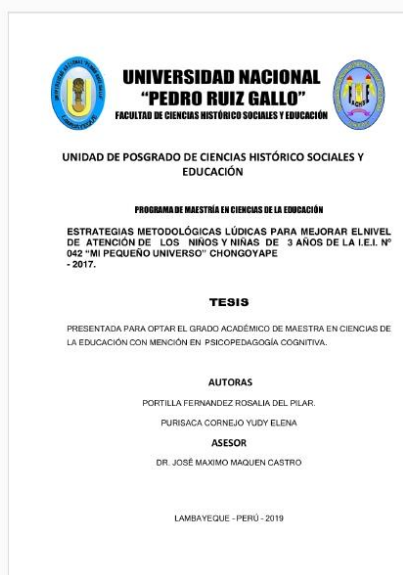 UNIVERSIDAD NACIONAL
“PEDRO RUIZ GALLO”
FACULTAD DE CIENCIAS HISTÓRICO SOCIALES Y EDUCACIÓN
LAMBAYEQUE
FACHSE
UNIDAD DE POSGRADO DE CIENCIAS HISTÓRICO SOCIALES Y
EDUCACIÓN
PROGRAMA DE MAESTRÍA EN CIENCIAS DE LA EDUCACIÓN
ESTRATEGIAS METODOLÓGICAS LÚDICAS PARA MEJORAR ELNIVEL
DE ATENCIÓN DE LOS NIÑOS Y NIÑAS DE 3 AÑOS DE LA I.E.I. Nº
042 “MI PEQUEÑO UNIVERSO” CHONGOYAPE
- 2017.
TESIS
PRESENTADA PARA OPTAR EL GRADO ACADÉMICO DE MAESTRA EN CIENCIAS DE
LA EDUCACIÓN CON MENCIÓN EN PSICOPEDAGOGÍA COGNITIVA.
AUTORAS
PORTILLA FERNANDEZ ROSALIA DEL PILAR.
PURISACA CORNEJO YUDY ELENA
ASESOR
DR. JOSÉ MAXIMO MAQUEN CASTRO
LAMBAYEQUE - PERÚ - 2019